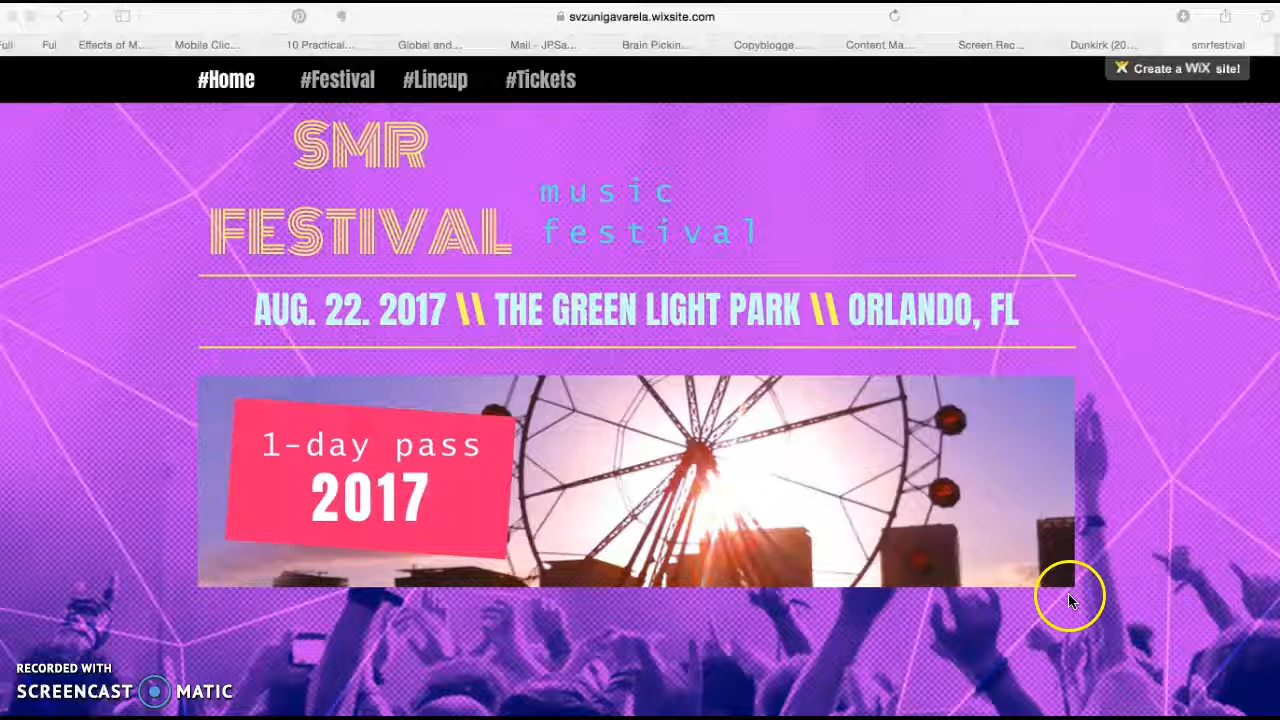 svzunigavarela.wixsite.com
Full
Ful
Effects of M...
Mobile Clic...
10 Practical...
Global and...
Mail - JPSa...
Brain Pickin...
Copyblogge...
Content Ma...
Screen Rec...
Dunkirk (20...
smrfestival
#Home #Festival #Lineup #Tickets
Create a WiX site!
SMR
FESTIVAL
music
festival
AUG. 22. 2017 \\ THE GREEN LIGHT PARK \\ ORLANDO, FL
1-day pass
2017
RECORDED WITH
SCREENCAST MATIC